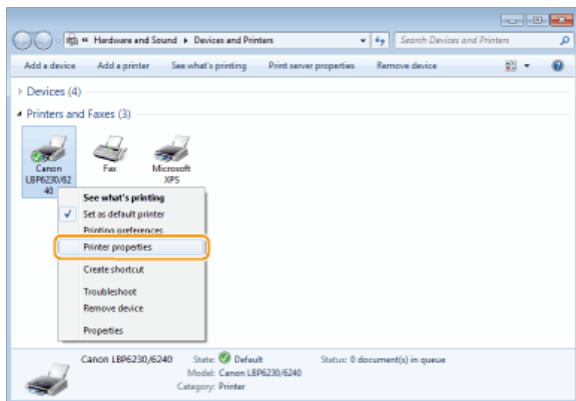 « Hardware and Sound ▸ Devices and Printers
Search Devices and Printers
Add a device Add a printer See what's printing Print server properties Remove device
Devices (4)
Printers and Faxes (3)
Canon
LBP6230/62
40
Fax
Microsoft
XPS
See what's printing
Set as default printer
Printing preferences
Printer properties
Create shortcut
Troubleshoot
Remove device
Properties
Canon LBP6230/6240 State: Default Status: 0 document(s) in queue
Model: Canon LBP6230/6240
Category: Printer